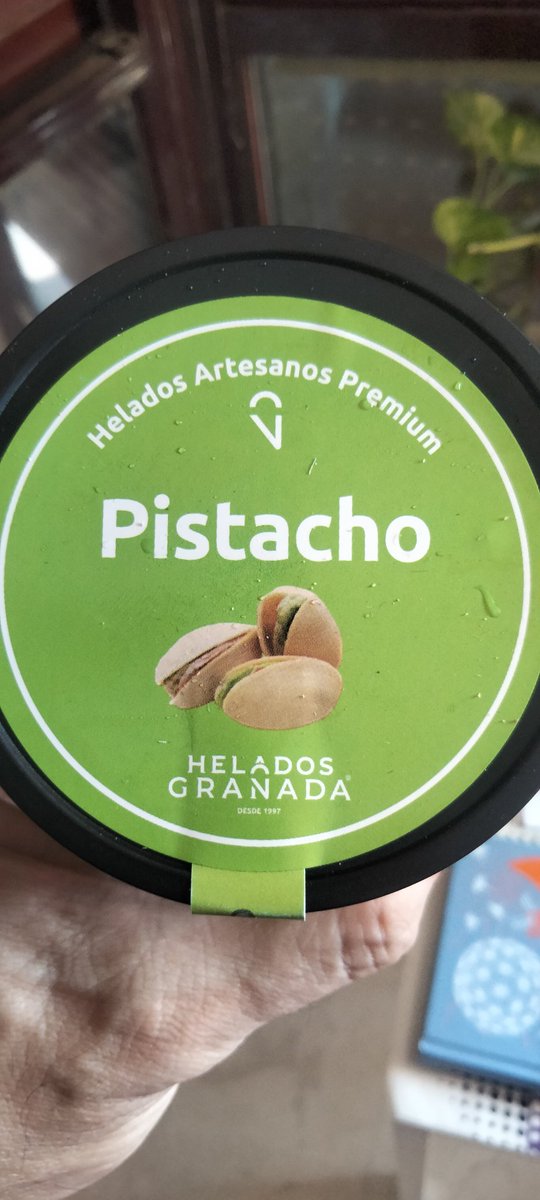 Helados Artesanos Premium
Pistacho
HELADOS
GRANADA®
DESDE 1997